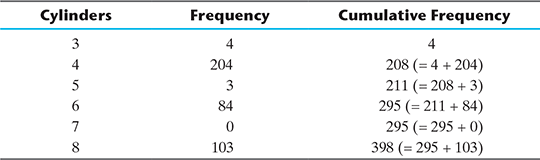 Cylinders Frequency Cumulative Frequency
3 4 4
4 204 208 (= 4 + 204)
5 3 211 (= 208 + 3)
6 84 295 (= 211 + 84)
7 0 295 (= 295 + 0)
8 103 398 (= 295 + 103)